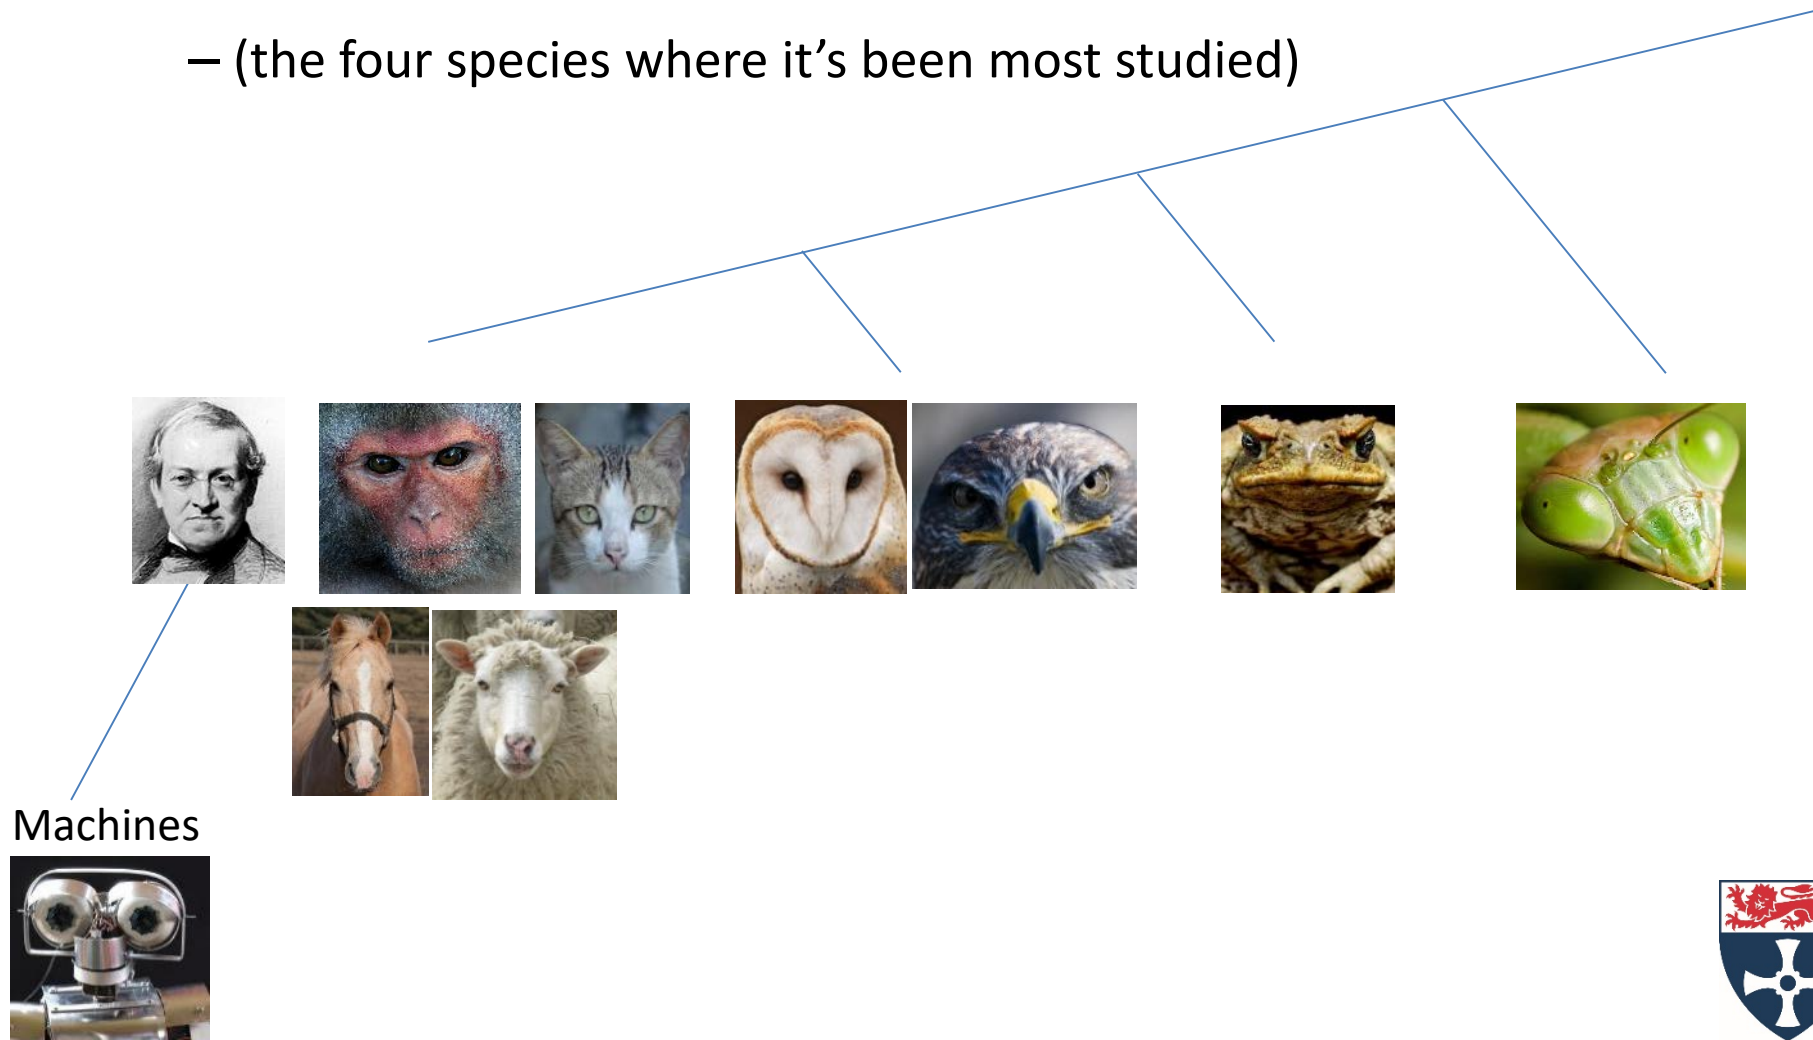 – (the four species where it’s been most studied)
Machines